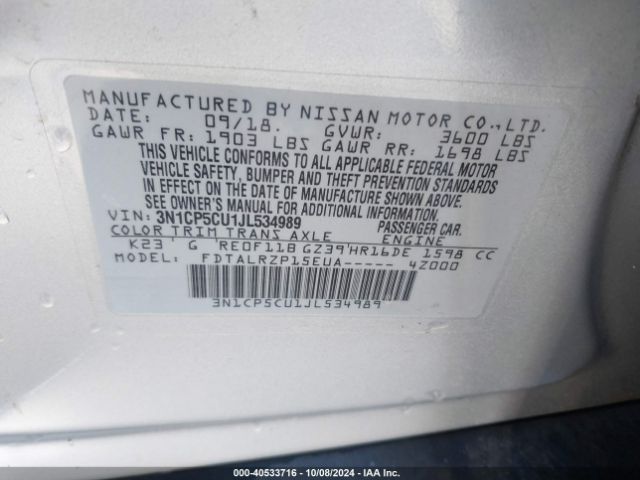 MANUFACTURED BY NISSAN MOTOR CO.,LTD.
DATE: 09/18. GVWR: 3600 LBS
GAWR FR: 1903 LBS GAWR RR: 1698 LBS
THIS VEHICLE CONFORMS TO ALL APPLICABLE FEDERAL MOTOR
VEHICLE SAFETY, BUMPER AND THEFT PREVENTION STANDARDS
IN EFFECT ON THE DATE OF MANUFACTURE SHOWN ABOVE.
SEE OWNER'S MANUAL FOR ADDITIONAL INFORMATION.
VIN: 3N1CP5CU1JL534989 PASSENGER CAR.
COLOR TRIM TRANS AXLE ENGINE
K23 G RE0F11B GZ39 HR16DE 1598 CC
MODEL: FDTALRZP15EUA----- 4Z000
3N1CP5CU1JL534989
000-40533716 | 10/08/2024 | IAA Inc.